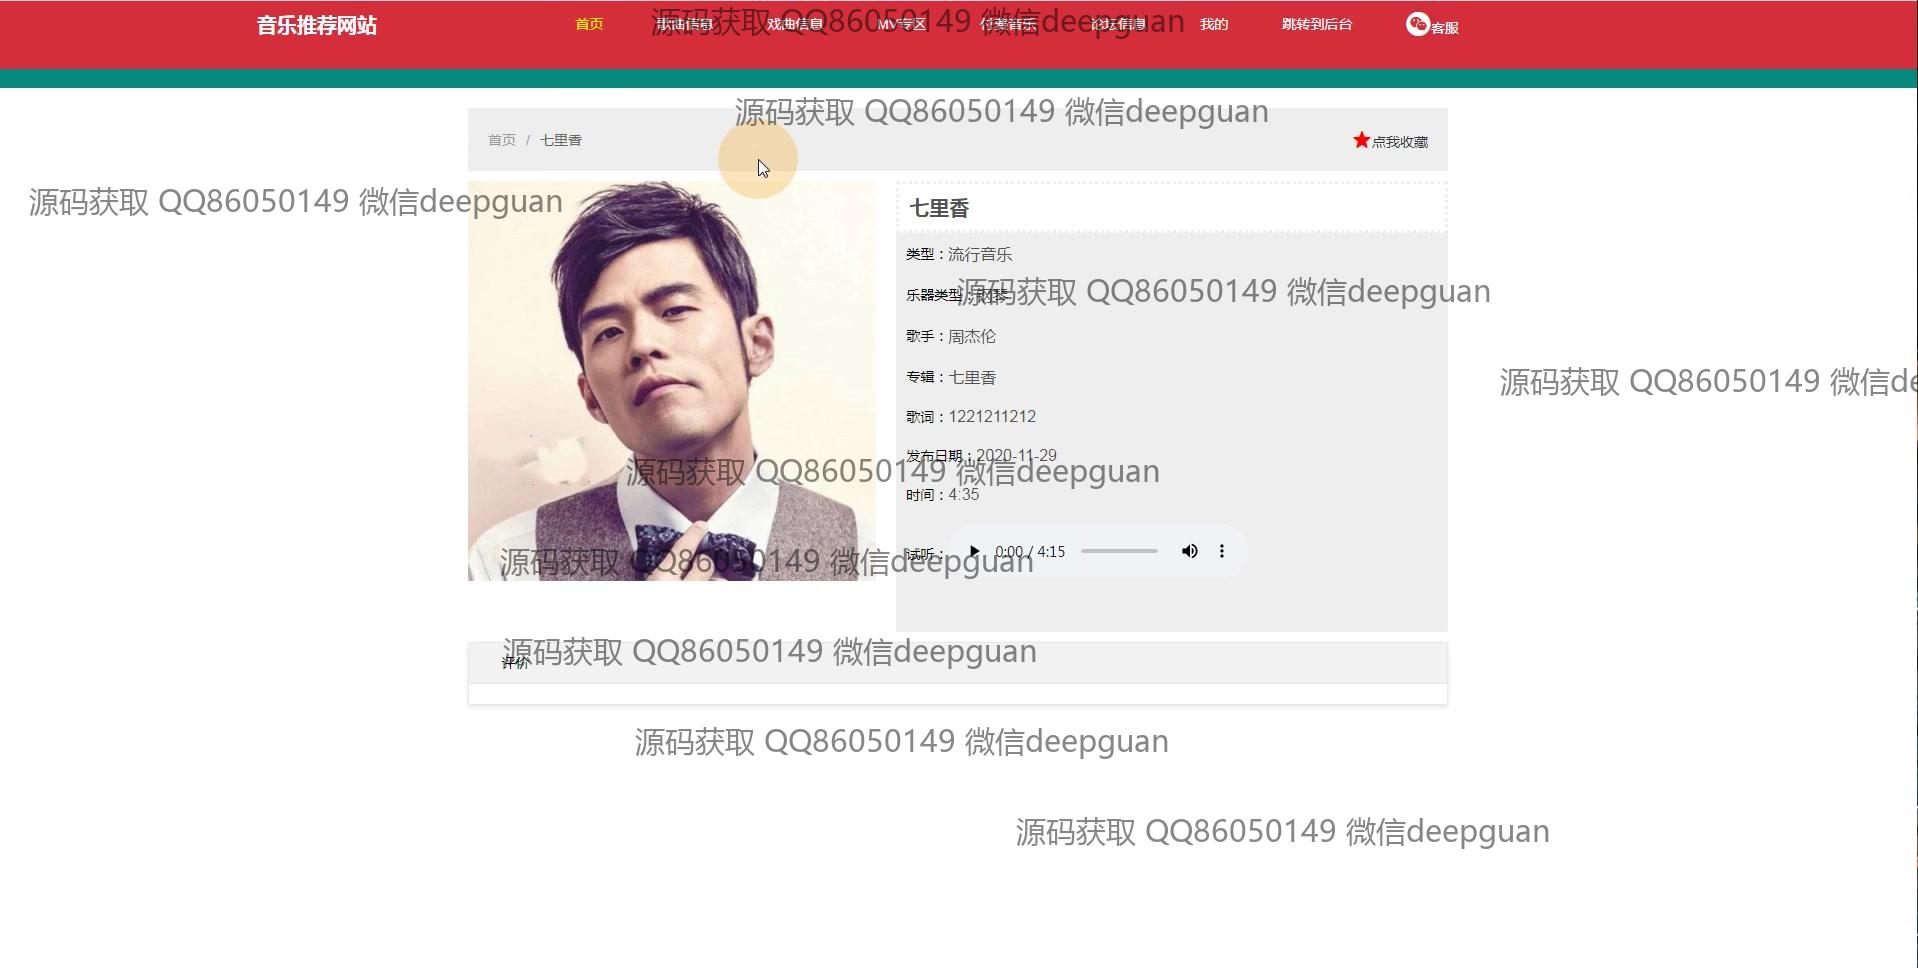 音乐推荐网站
首页
歌曲信息
戏曲信息
MV专区
付费音乐
论坛信息
我的
跳转到后台
客服
源码获取 QQ86050149 微信deepguan
源码获取 QQ86050149 微信deepguan
首页 / 七里香
点我收藏
源码获取 QQ86050149 微信deepguan
七里香
类型：流行音乐
乐器类型：钢琴
源码获取 QQ86050149 微信deepguan
歌手：周杰伦
专辑：七里香
源码获取 QQ86050149 微信de
歌词：1221211212
发布日期：2020-11-29
源码获取 QQ86050149 微信deepguan
时间：4:35
试听：
0:00 / 4:15
源码获取 QQ86050149 微信deepguan
源码获取 QQ86050149 微信deepguan
评价
源码获取 QQ86050149 微信deepguan
源码获取 QQ86050149 微信deepguan